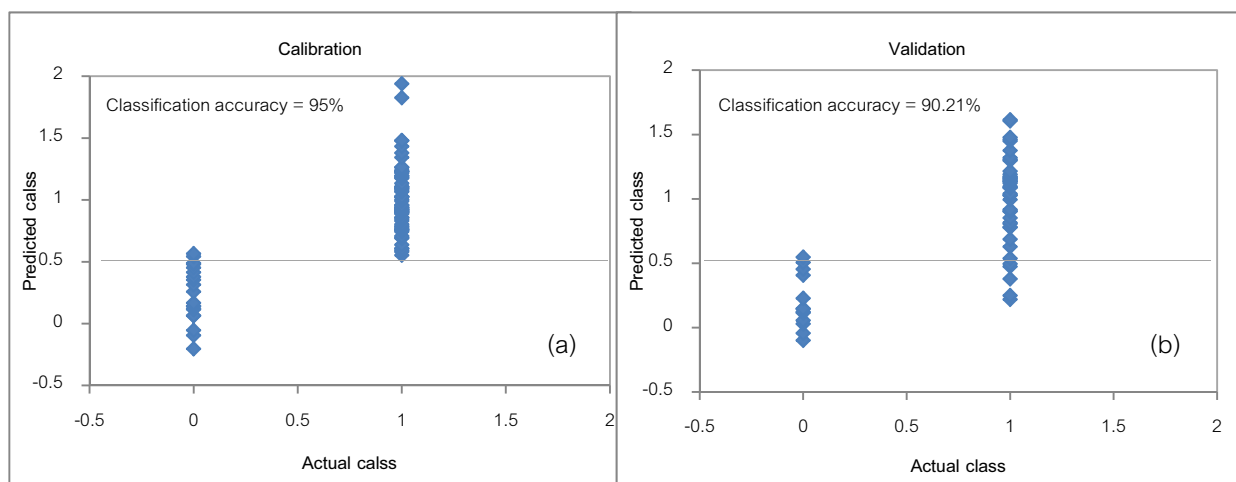 Calibration
Classification accuracy = 95%
Predicted calss
2
1.5
1
0.5
0
-0.5
-0.5 0 0.5 1 1.5 2
Actual calss
(a)
Validation
Classification accuracy = 90.21%
Predicted class
2
1.5
1
0.5
0
-0.5
-0.5 0 0.5 1 1.5 2
Actual class
(b)